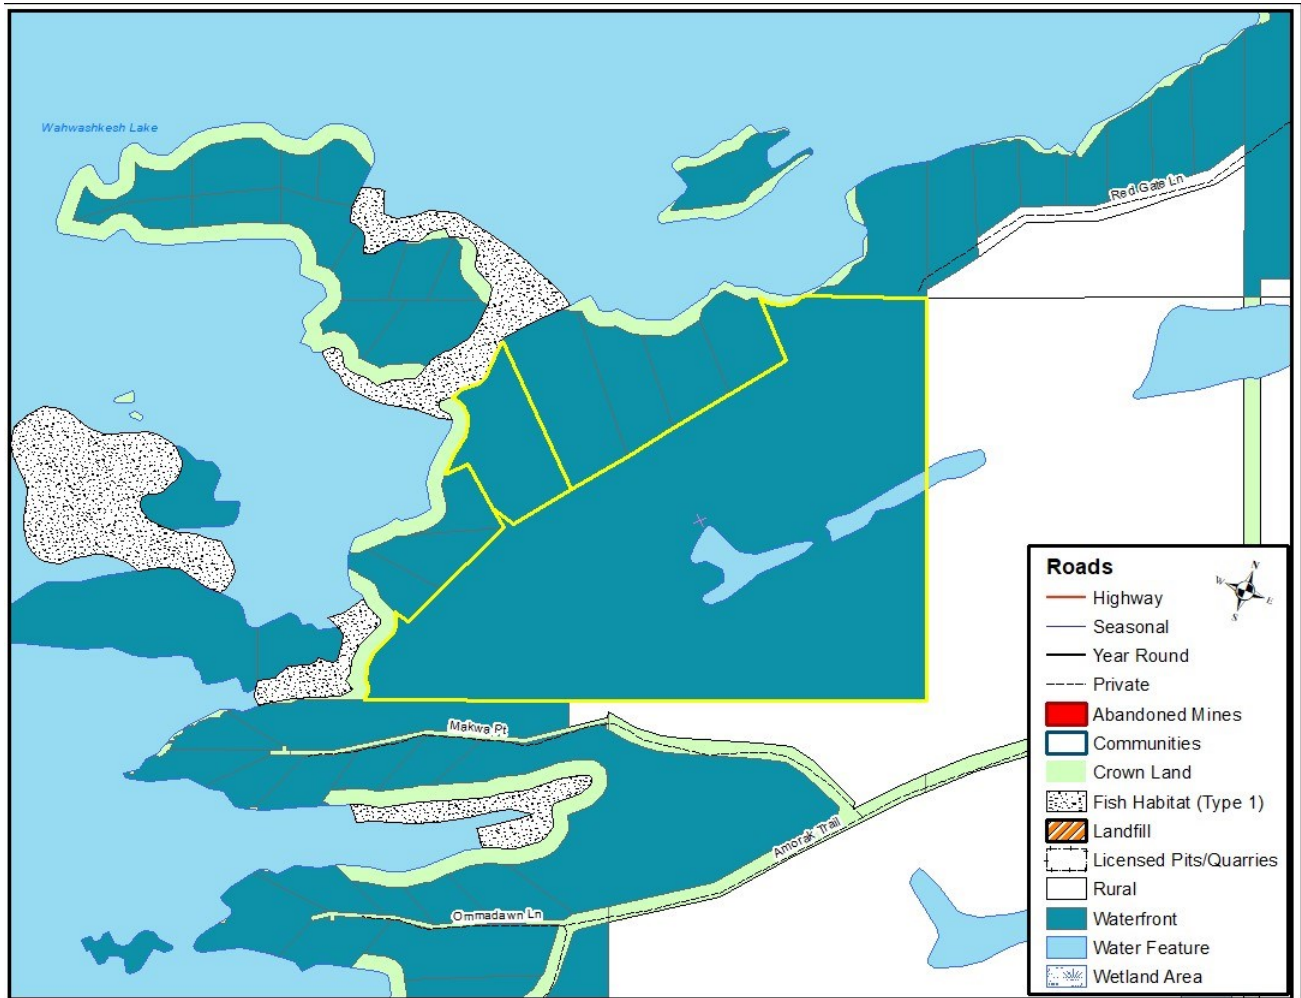 Wahwashkesh Lake
Red Gate Ln
Makwa Pt
Amorak Trail
Ommadawn Ln
Roads
N
W
E
S
Highway
Seasonal
Year Round
Private
Abandoned Mines
Communities
Crown Land
Fish Habitat (Type 1)
Landfill
Licensed Pits/Quarries
Rural
Waterfront
Water Feature
Wetland Area